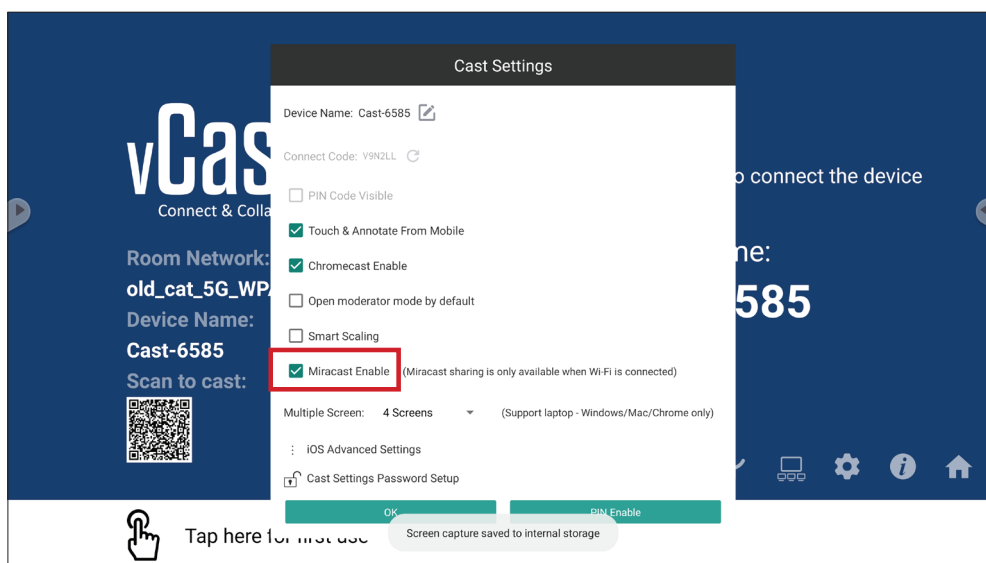 Cast Settings
Device Name: Cast-6585
Connect Code: V9N2LL
PIN Code Visible
Touch & Annotate From Mobile
Chromecast Enable
Open moderator mode by default
Smart Scaling
Miracast Enable (Miracast sharing is only available when Wi-Fi is connected)
Multiple Screen: 4 Screens (Support laptop - Windows/Mac/Chrome only)
iOS Advanced Settings
Cast Settings Password Setup
OK PIN Enable
Screen capture saved to internal storage
vCas
Connect & Colla
Room Network:
old_cat_5G_WPA
Device Name:
Cast-6585
Scan to cast:
connect the device
585
Tap here for first use